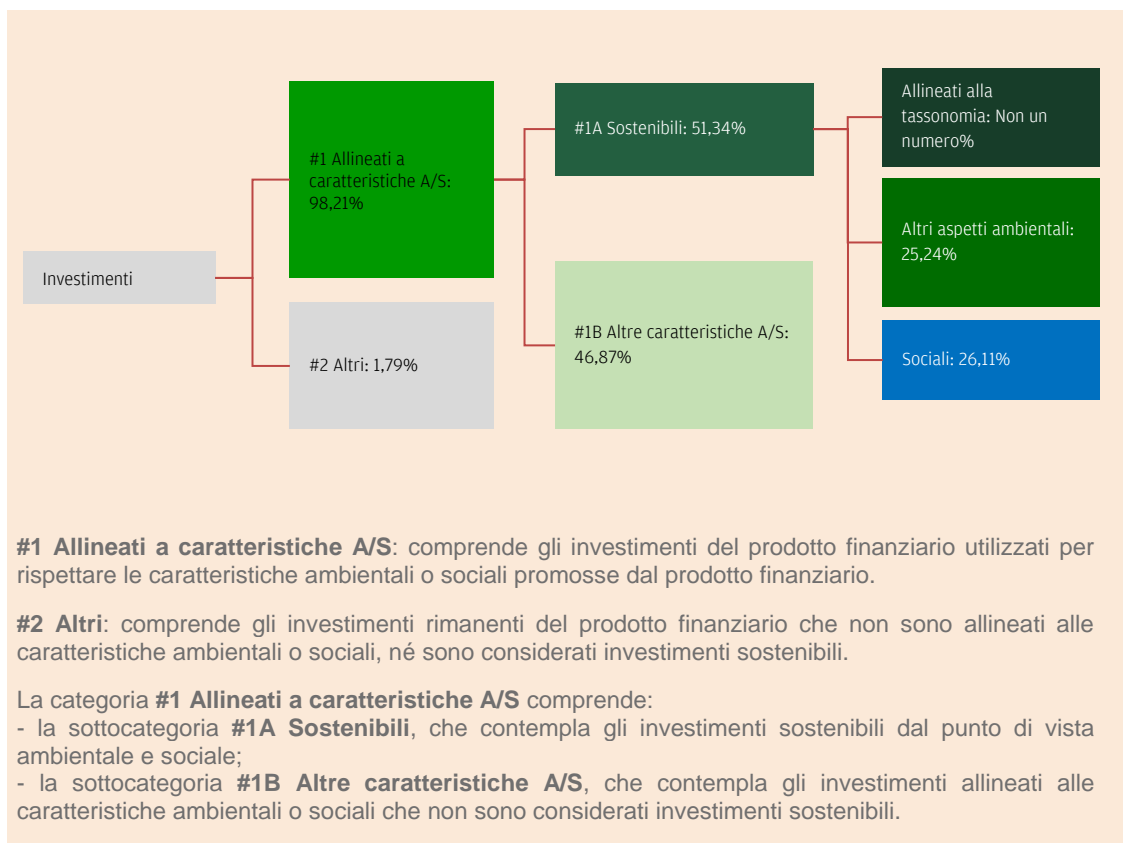 Allineati alla
tassonomia: Non un
numero%
#1A Sostenibili: 51,34%
#1 Allineati a
caratteristiche A/S:
98,21%
Altri aspetti ambientali:
25,24%
Investimenti
#1B Altre caratteristiche A/S:
46,87%
#2 Altri: 1,79%
Sociali: 26,11%
#1 Allineati a caratteristiche A/S: comprende gli investimenti del prodotto finanziario utilizzati per
rispettare le caratteristiche ambientali o sociali promosse dal prodotto finanziario.
#2 Altri: comprende gli investimenti rimanenti del prodotto finanziario che non sono allineati alle
caratteristiche ambientali o sociali, né sono considerati investimenti sostenibili.
La categoria #1 Allineati a caratteristiche A/S comprende:
- la sottocategoria #1A Sostenibili, che contempla gli investimenti sostenibili dal punto di vista
ambientale e sociale;
- la sottocategoria #1B Altre caratteristiche A/S, che contempla gli investimenti allineati alle
caratteristiche ambientali o sociali che non sono considerati investimenti sostenibili.